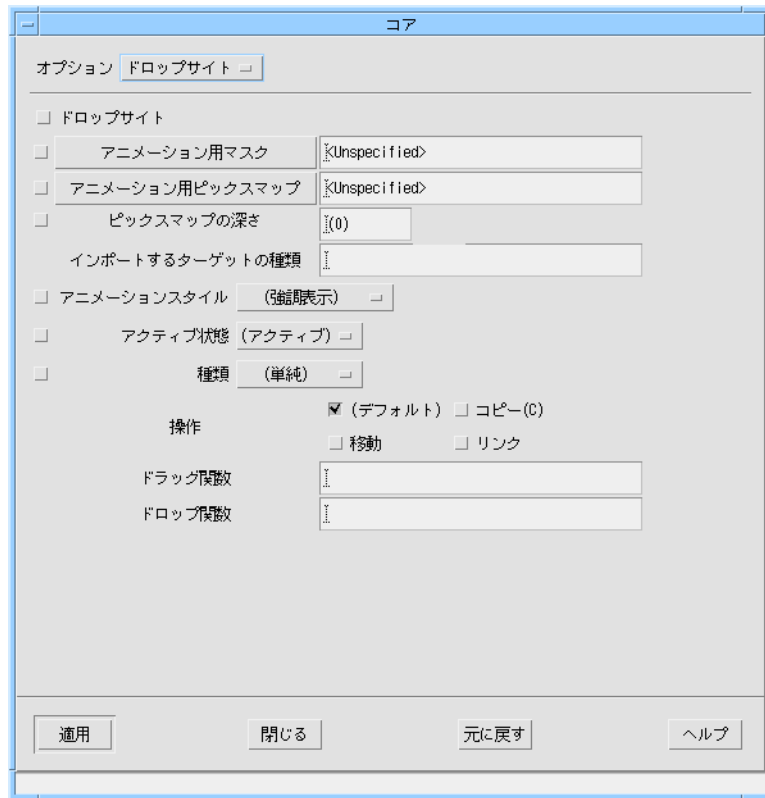 コア
オプション ドロップサイト
ドロップサイト
アニメーション用マスク <Unspecified>
アニメーション用ピックスマップ <Unspecified>
ピックスマップの深さ (0)
インポートするターゲットの種類
アニメーションスタイル (強調表示)
アクティブ状態 (アクティブ)
種類 (単純)
(デフォルト) コピー(C)
操作
移動 リンク
ドラッグ関数
ドロップ関数
適用 閉じる 元に戻す ヘルプ